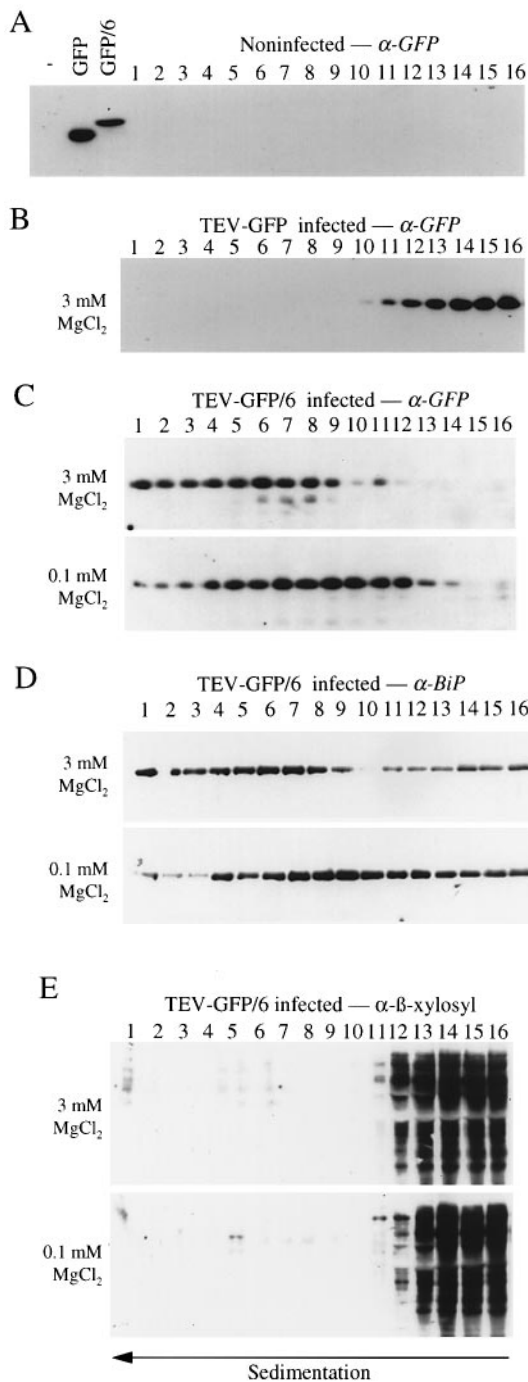 A
- GFP GFP/6
Noninfected — α-GFP
1 2 3 4 5 6 7 8 9 10 11 12 13 14 15 16
B
TEV-GFP infected — α-GFP
1 2 3 4 5 6 7 8 9 10 11 12 13 14 15 16
3 mM
MgCl₂
C
TEV-GFP/6 infected — α-GFP
1 2 3 4 5 6 7 8 9 10 11 12 13 14 15 16
3 mM
MgCl₂
0.1 mM
MgCl₂
D
TEV-GFP/6 infected — α-BiP
1 2 3 4 5 6 7 8 9 10 11 12 13 14 15 16
3 mM
MgCl₂
0.1 mM
MgCl₂
E
TEV-GFP/6 infected — α-ß-xylosyl
1 2 3 4 5 6 7 8 9 10 11 12 13 14 15 16
3 mM
MgCl₂
0.1 mM
MgCl₂
Sedimentation